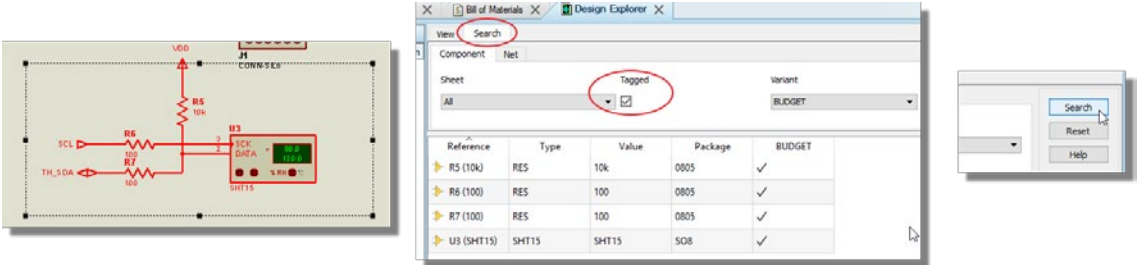 VDD
J1
CONN-SIL6
R5
10k
U3
SCL
R6
100
3
SCK
2
DATA
R7
100
TH_SDA
% RH
°C
SHT15
Bill of Materials
Design Explorer
View
Search
Component
Net
Sheet
Tagged
Variant
All
BUDGET
Reference Type Value Package BUDGET
R5 (10k) RES 10k 0805
R6 (100) RES 100 0805
R7 (100) RES 100 0805
U3 (SHT15) SHT15 SHT15 SO8
Search
Reset
Help